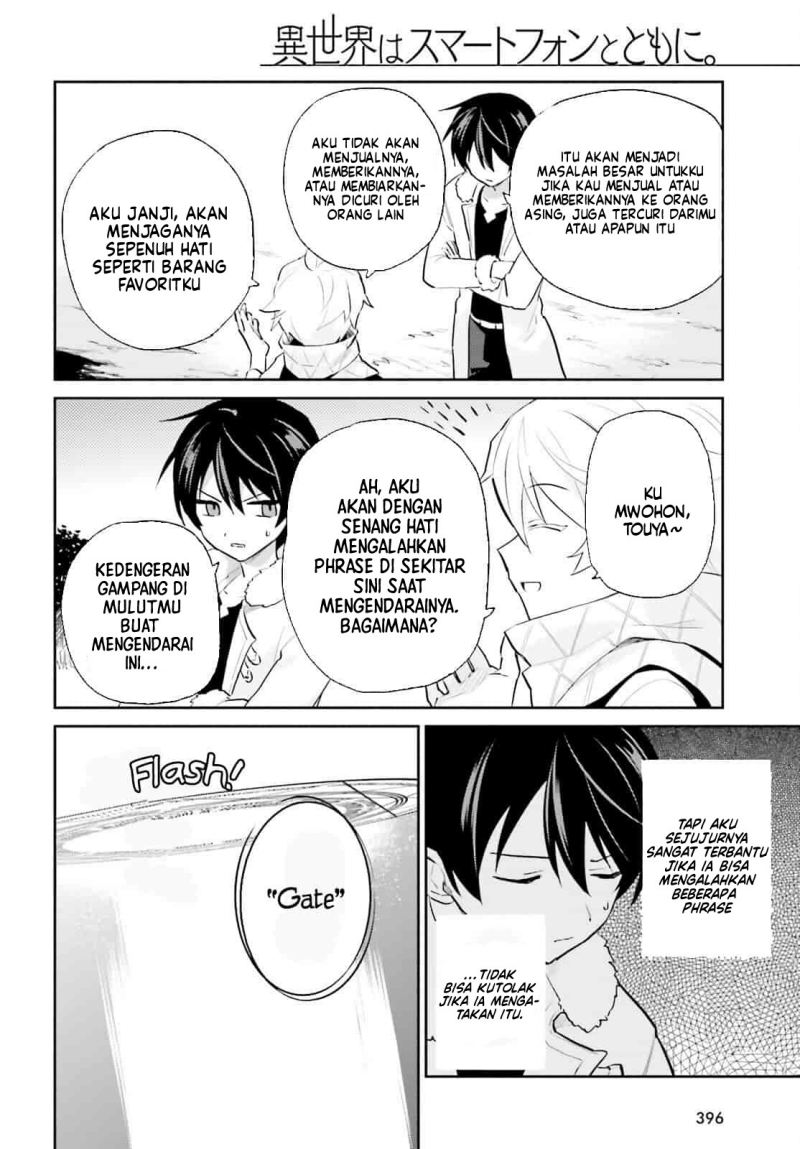 異世界はスマートフォンとともに。
ITU AKAN MENJADI
MASALAH BESAR UNTUKKU
JIKA KAU MENJUAL ATAU
MEMBERIKANNYA KE ORANG
ASING, JUGA TERCURI DARIMU
ATAU APAPUN ITU
AKU TIDAK AKAN
MENJUALNYA,
MEMBERIKANNYA,
ATAU MEMBIARKAN-
NYA DICURI OLEH
ORANG LAIN
AKU JANJI, AKAN
MENJAGANYA
SEPENUH HATI
SEPERTI BARANG
FAVORITKU
KU
MWOHON,
TOUYA~
AH, AKU
AKAN DENGAN
SENANG HATI
MENGALAHKAN
PHRASE DI SEKITAR
SINI SAAT
MENGENDARAINYA.
BAGAIMANA?
KEDENGERAN
GAMPANG DI
MULUTMU
BUAT
MENGENDARAI
INI...
TAPI AKU
SEJUJURNYA
SANGAT TERBANTU
JIKA IA BISA
MENGALAHKAN
BEBERAPA
PHRASE
...TIDAK
BISA KUTOLAK
JIKA IA MENGA-
TAKAN ITU.
Flash!
"Gate"
396